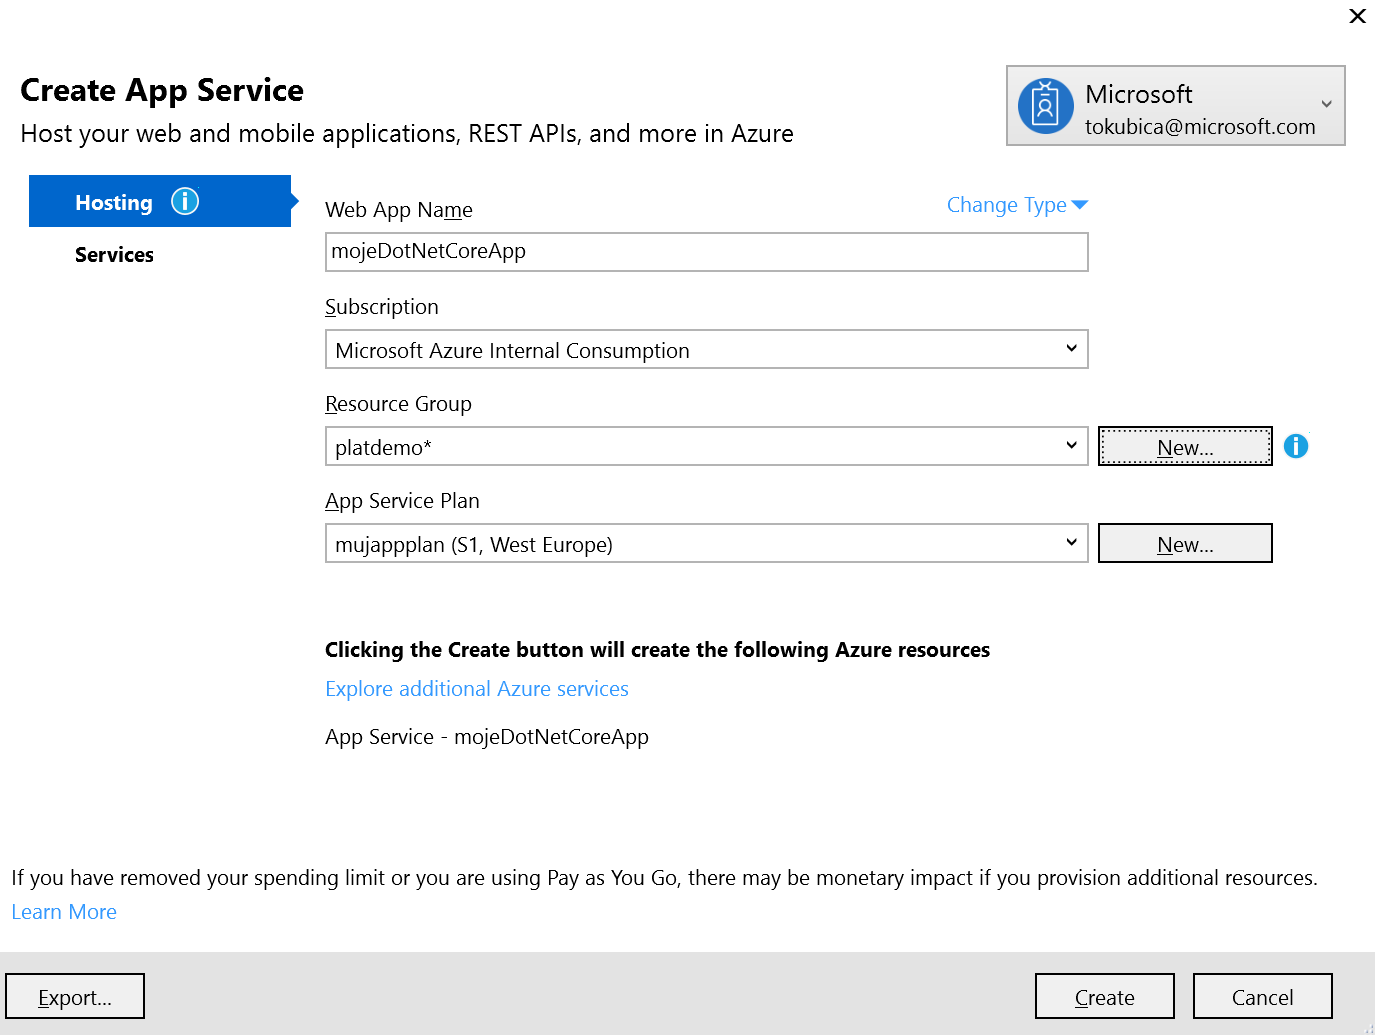 Create App Service
Host your web and mobile applications, REST APIs, and more in Azure
Microsoft
tokubica@microsoft.com
Hosting
Services
Web App Name
Change Type
mojeDotNetCoreApp
Subscription
Microsoft Azure Internal Consumption
Resource Group
platdemo*
New...
App Service Plan
mujappplan (S1, West Europe)
New...
Clicking the Create button will create the following Azure resources
Explore additional Azure services
App Service - mojeDotNetCoreApp
If you have removed your spending limit or you are using Pay as You Go, there may be monetary impact if you provision additional resources.
Learn More
Export...
Create
Cancel